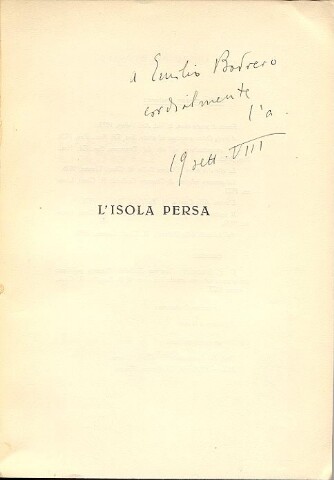 a Emilio Bodrero
cordialmente
l'a.
19 sett. VIII
L'ISOLA PERSA